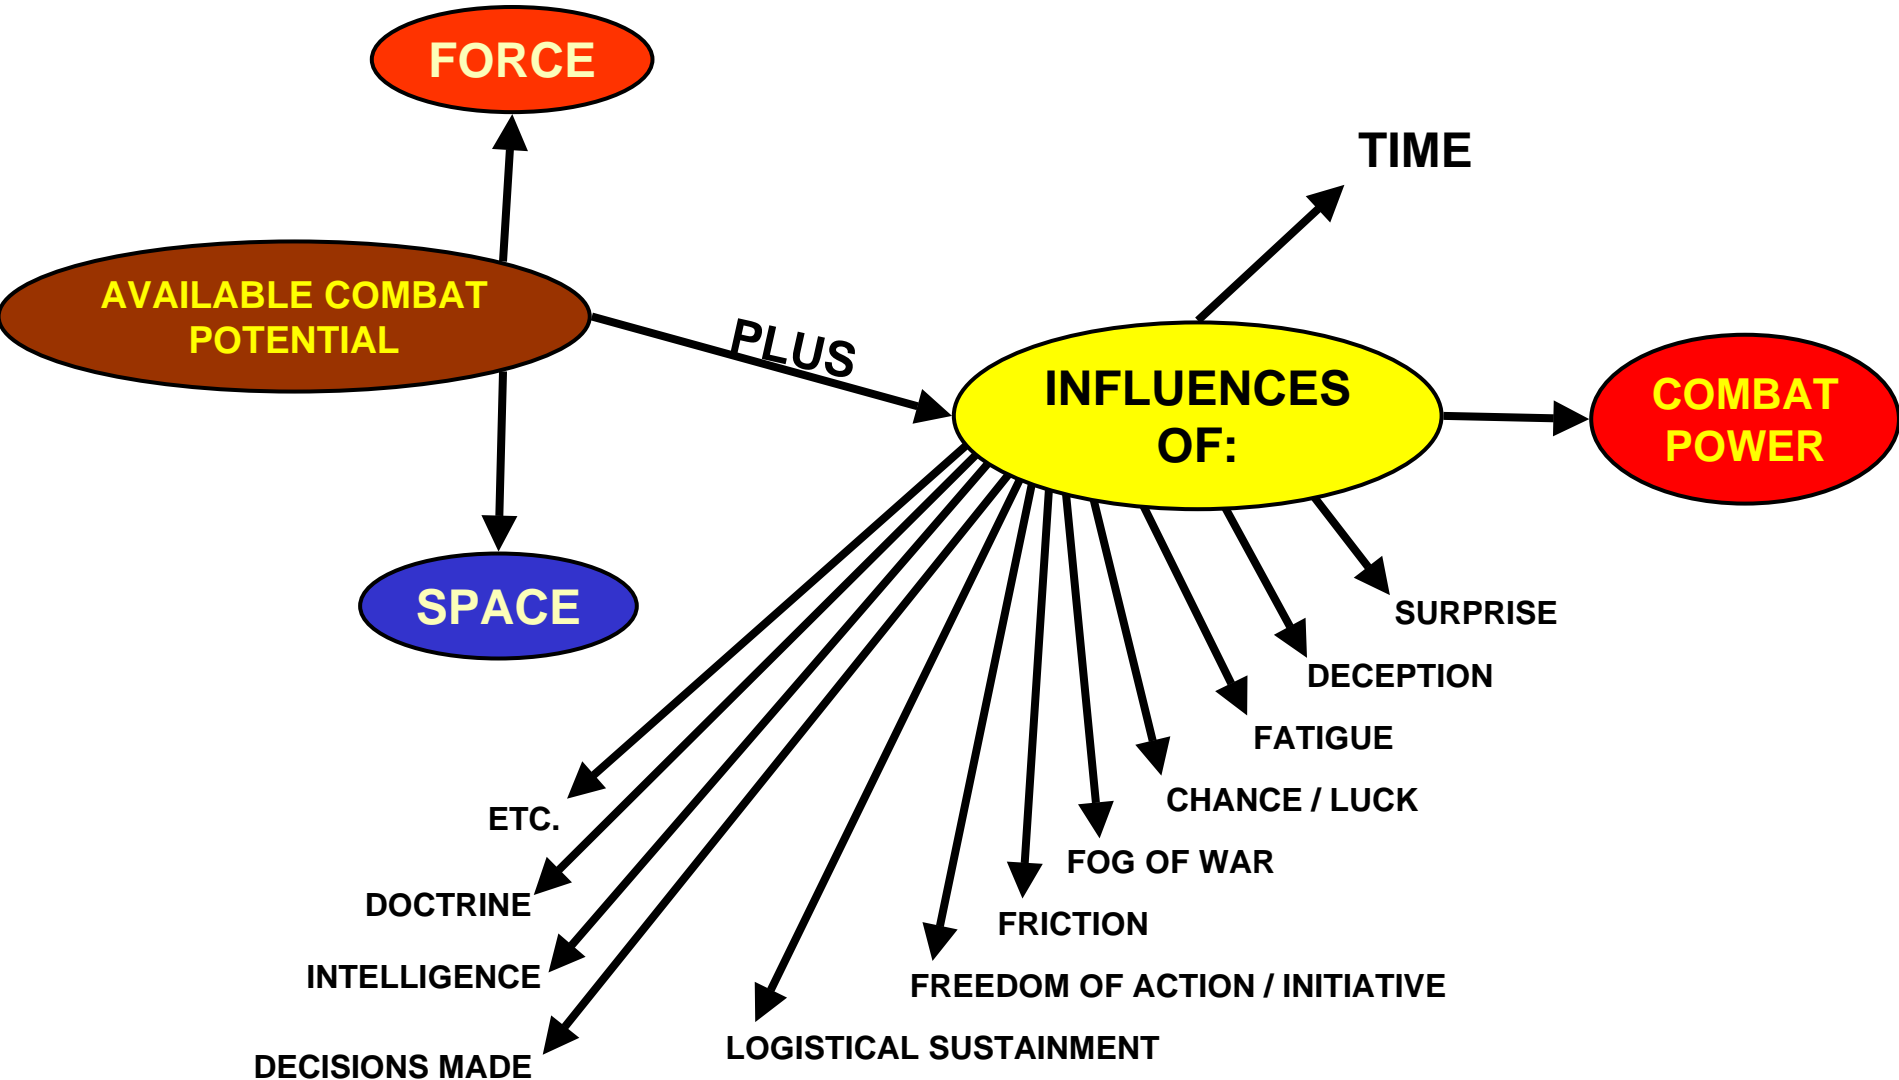 FORCE
TIME
AVAILABLE COMBAT
POTENTIAL
PLUS
INFLUENCES
OF:
COMBAT
POWER
SPACE
SURPRISE
DECEPTION
FATIGUE
CHANCE / LUCK
ETC.
FOG OF WAR
DOCTRINE
FRICTION
INTELLIGENCE
FREEDOM OF ACTION / INITIATIVE
LOGISTICAL SUSTAINMENT
DECISIONS MADE